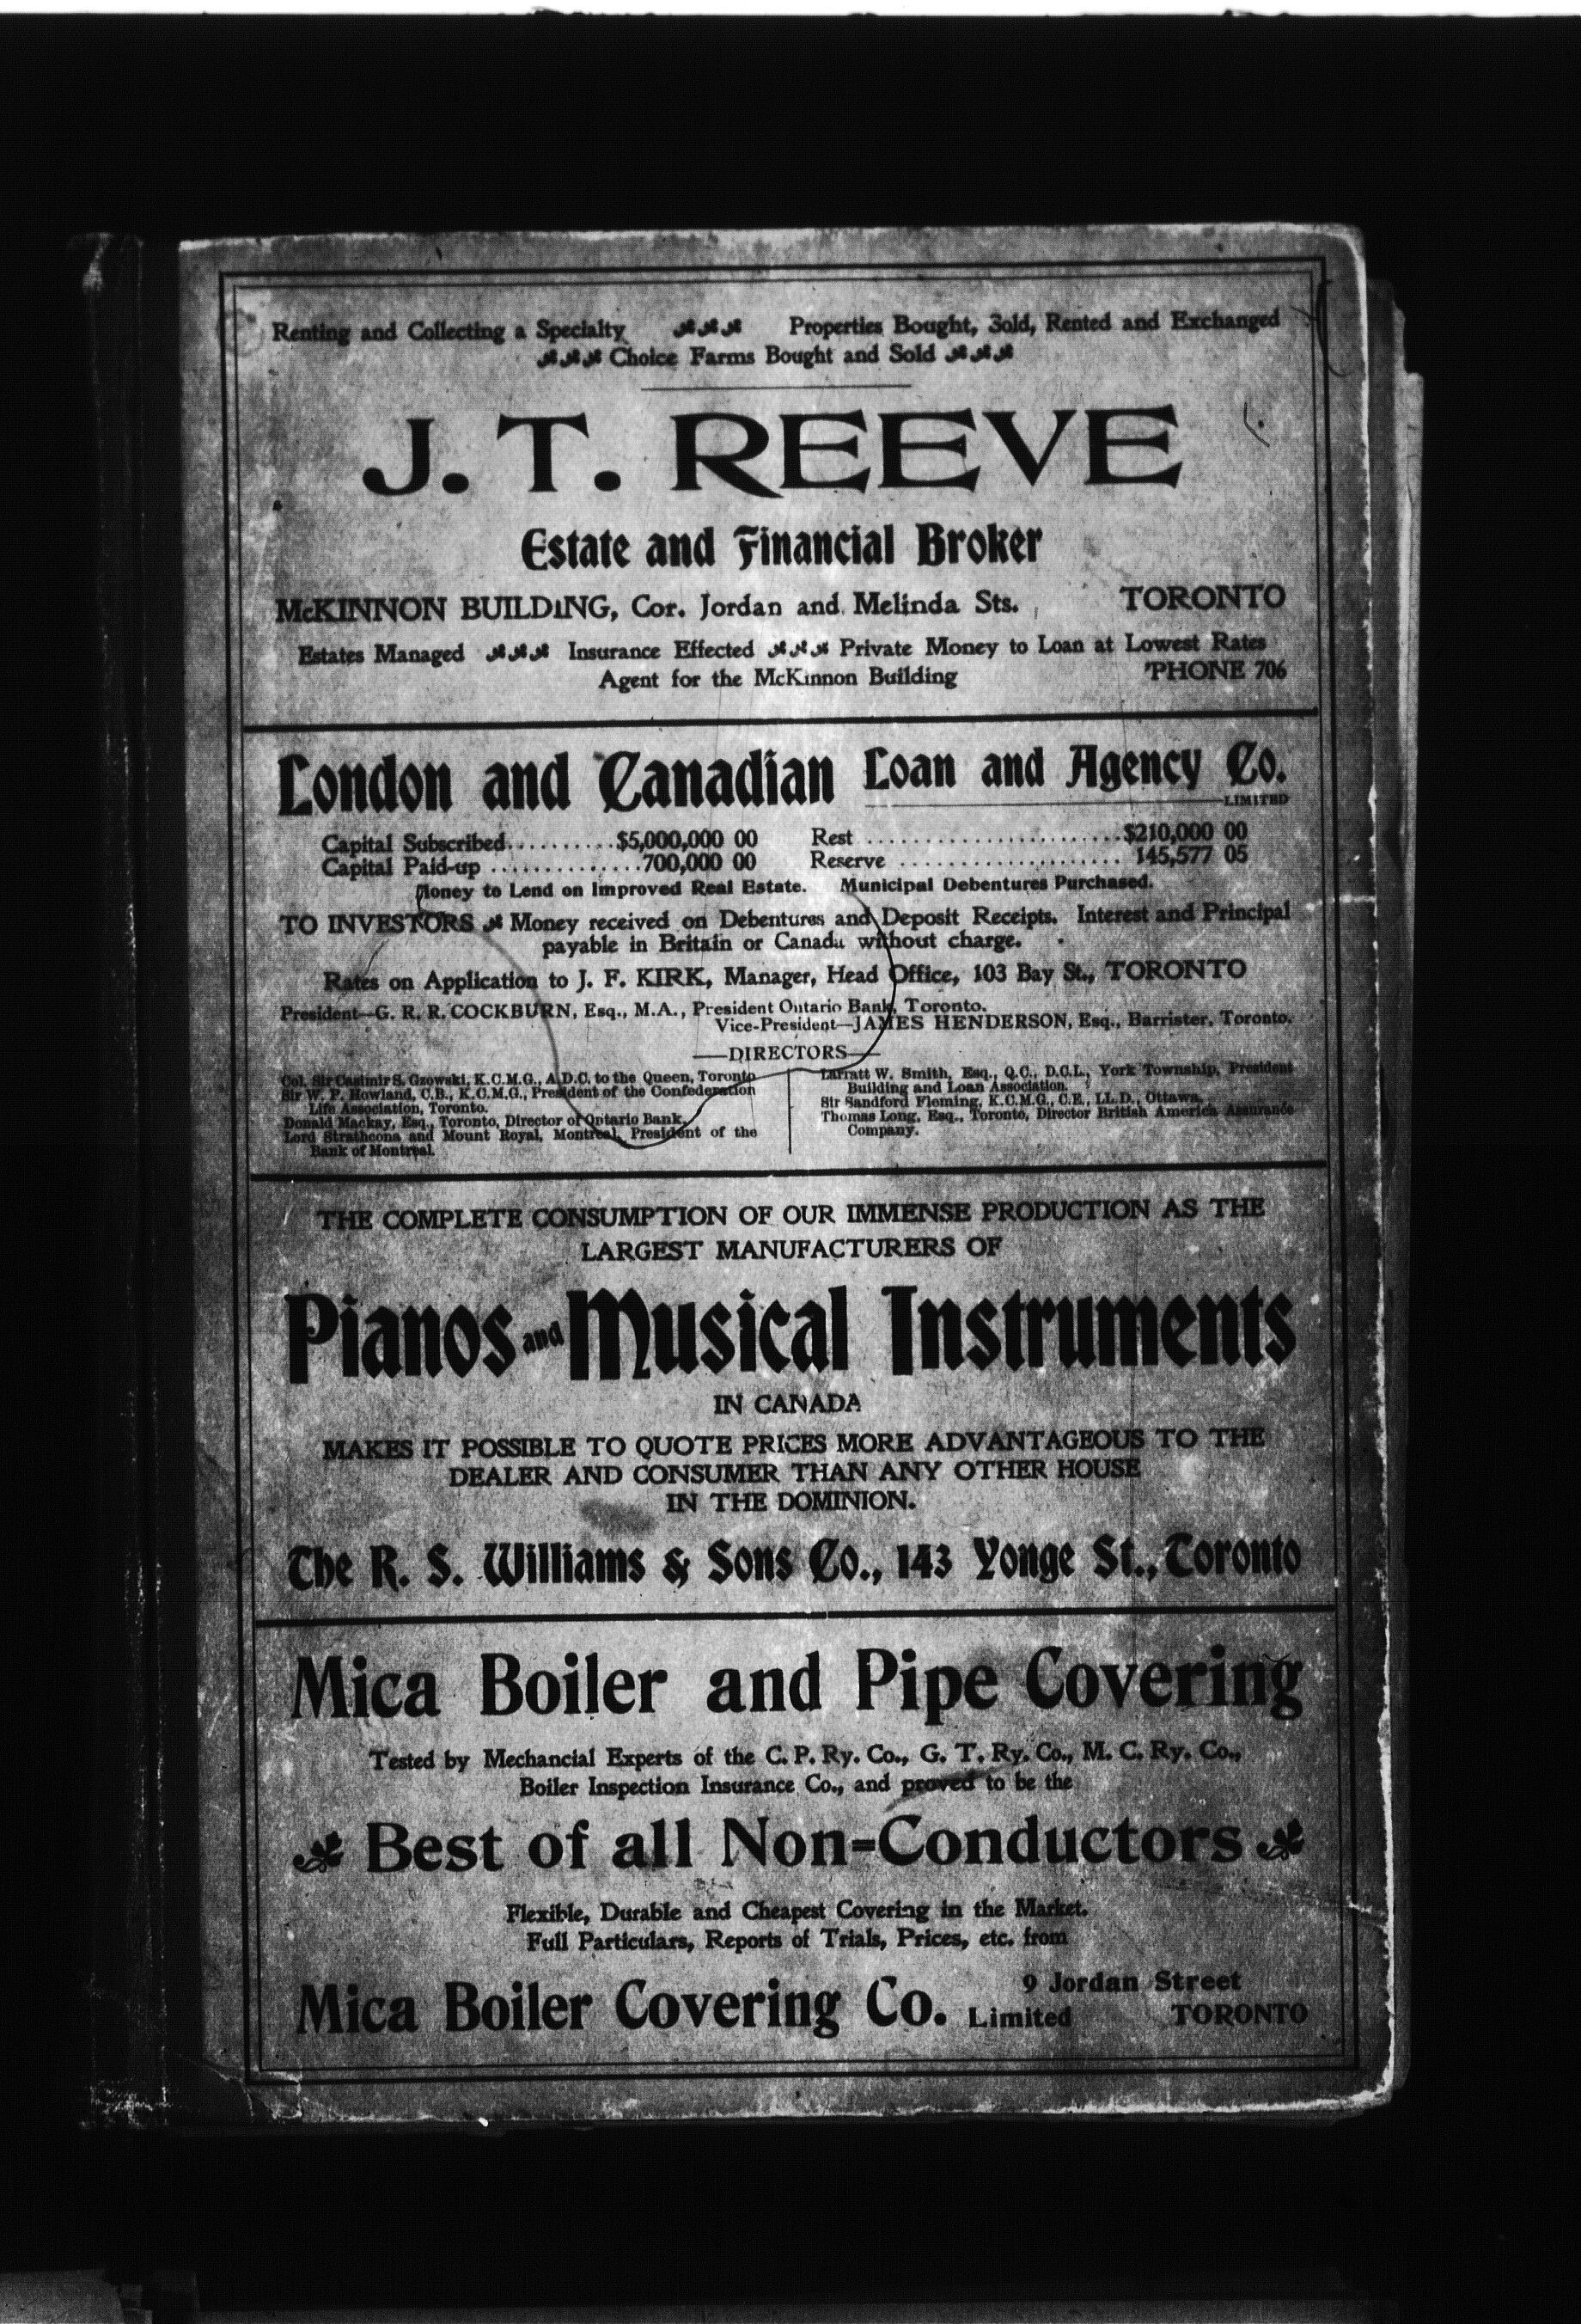 Renting and Collecting a Specialty Properties Bought, Sold, Rented and Exchanged
Choice Farms Bought and Sold
J. T. REEVE
Estate and Financial Broker
McKINNON BUILDING, Cor. Jordan and Melinda Sts. TORONTO
Estates Managed Insurance Effected Private Money to Loan at Lowest Rates
Agent for the McKinnon Building 'PHONE 706
London and Canadian Loan and Agency Co.
LIMITED
Capital Subscribed..........$5,000,000 00 Rest ........................$210,000 00
Capital Paid-up ..............700,000 00 Reserve .................... 145,577 05
Money to Lend on Improved Real Estate. Municipal Debentures Purchased.
TO INVESTORS Money received on Debentures and Deposit Receipts. Interest and Principal
payable in Britain or Canada without charge.
Rates on Application to J. F. KIRK, Manager, Head Office, 103 Bay St., TORONTO
President—G. R. R. COCKBURN, Esq., M.A., President Ontario Bank, Toronto.
Vice-President—JAMES HENDERSON, Esq., Barrister, Toronto.
—DIRECTORS—
Col. Sir Casimir S. Gzowski, K.C.M.G., A.D.C. to the Queen, Toronto
Sir W. P. Howland, C.B., K.C.M.G., President of the Confederation
Life Association, Toronto.
Donald Mackay, Esq., Toronto, Director of Ontario Bank.
Lord Strathcona and Mount Royal, Montreal, President of the
Bank of Montreal.
Larratt W. Smith, Esq., Q.C., D.C.L., York Township, President
Building and Loan Association.
Sir Sandford Fleming, K.C.M.G., C.E., LL.D., Ottawa.
Thomas Long, Esq., Toronto, Director British America Assurance
Company.
THE COMPLETE CONSUMPTION OF OUR IMMENSE PRODUCTION AS THE
LARGEST MANUFACTURERS OF
Pianos and Musical Instruments
IN CANADA
MAKES IT POSSIBLE TO QUOTE PRICES MORE ADVANTAGEOUS TO THE
DEALER AND CONSUMER THAN ANY OTHER HOUSE
IN THE DOMINION.
The R. S. Williams & Sons Co., 143 Yonge St., Toronto
Mica Boiler and Pipe Covering
Tested by Mechancial Experts of the C. P. Ry. Co., G. T. Ry. Co., M. C. Ry. Co.,
Boiler Inspection Insurance Co., and proved to be the
Best of all Non-Conductors
Flexible, Durable and Cheapest Covering in the Market.
Full Particulars, Reports of Trials, Prices, etc. from
Mica Boiler Covering Co. Limited 9 Jordan Street
TORONTO